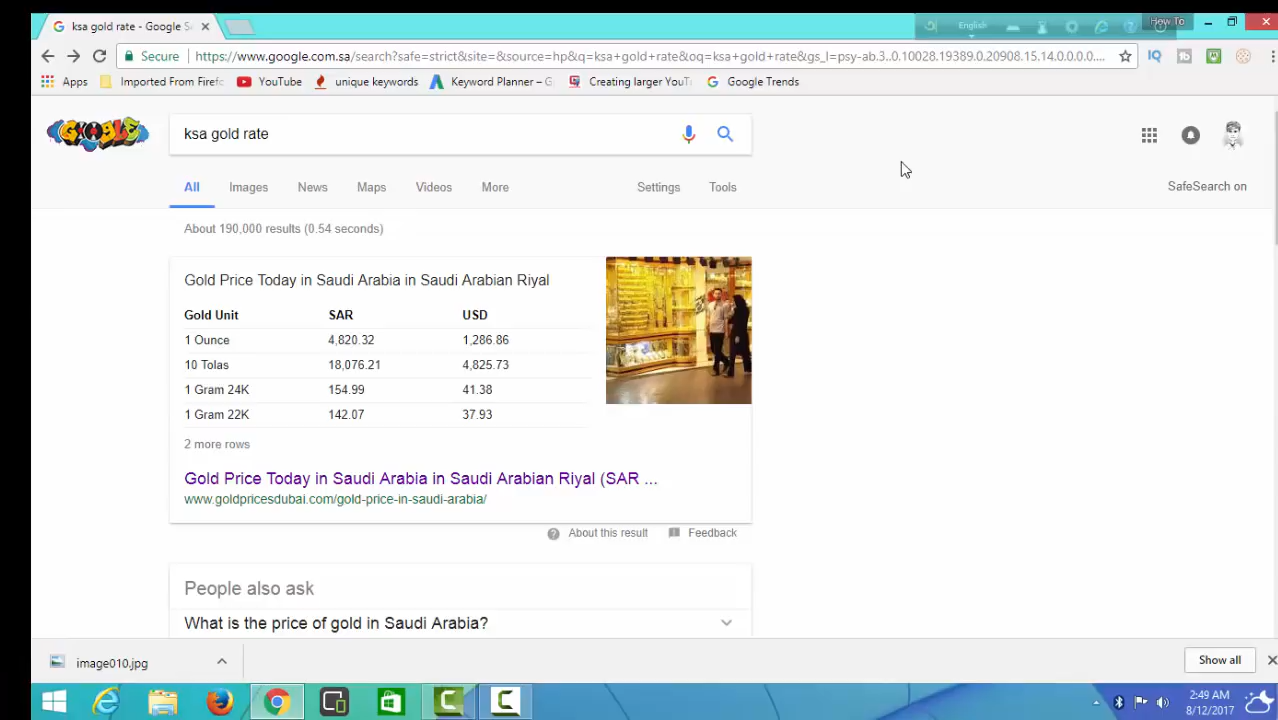 ksa gold rate - Google Se
English
How To
Secure
https://www.google.com.sa/search?safe=strict&site=&source=hp&q=ksa+gold+rate&oq=ksa+gold+rate&gs_l=psy-ab.3..0.10028.19389.0.20908.15.14.0.0.0.0....
Apps
Imported From Firefo
YouTube
unique keywords
Keyword Planner – G
Creating larger YouTu
Google Trends
ksa gold rate
All
Images
News
Maps
Videos
More
Settings
Tools
SafeSearch on
About 190,000 results (0.54 seconds)
Gold Price Today in Saudi Arabia in Saudi Arabian Riyal
Gold Unit SAR USD
1 Ounce 4,820.32 1,286.86
10 Tolas 18,076.21 4,825.73
1 Gram 24K 154.99 41.38
1 Gram 22K 142.07 37.93
2 more rows
Gold Price Today in Saudi Arabia in Saudi Arabian Riyal (SAR ...
www.goldpricesdubai.com/gold-price-in-saudi-arabia/
About this result
Feedback
People also ask
What is the price of gold in Saudi Arabia?
image010.jpg
Show all
2:49 AM
8/12/2017